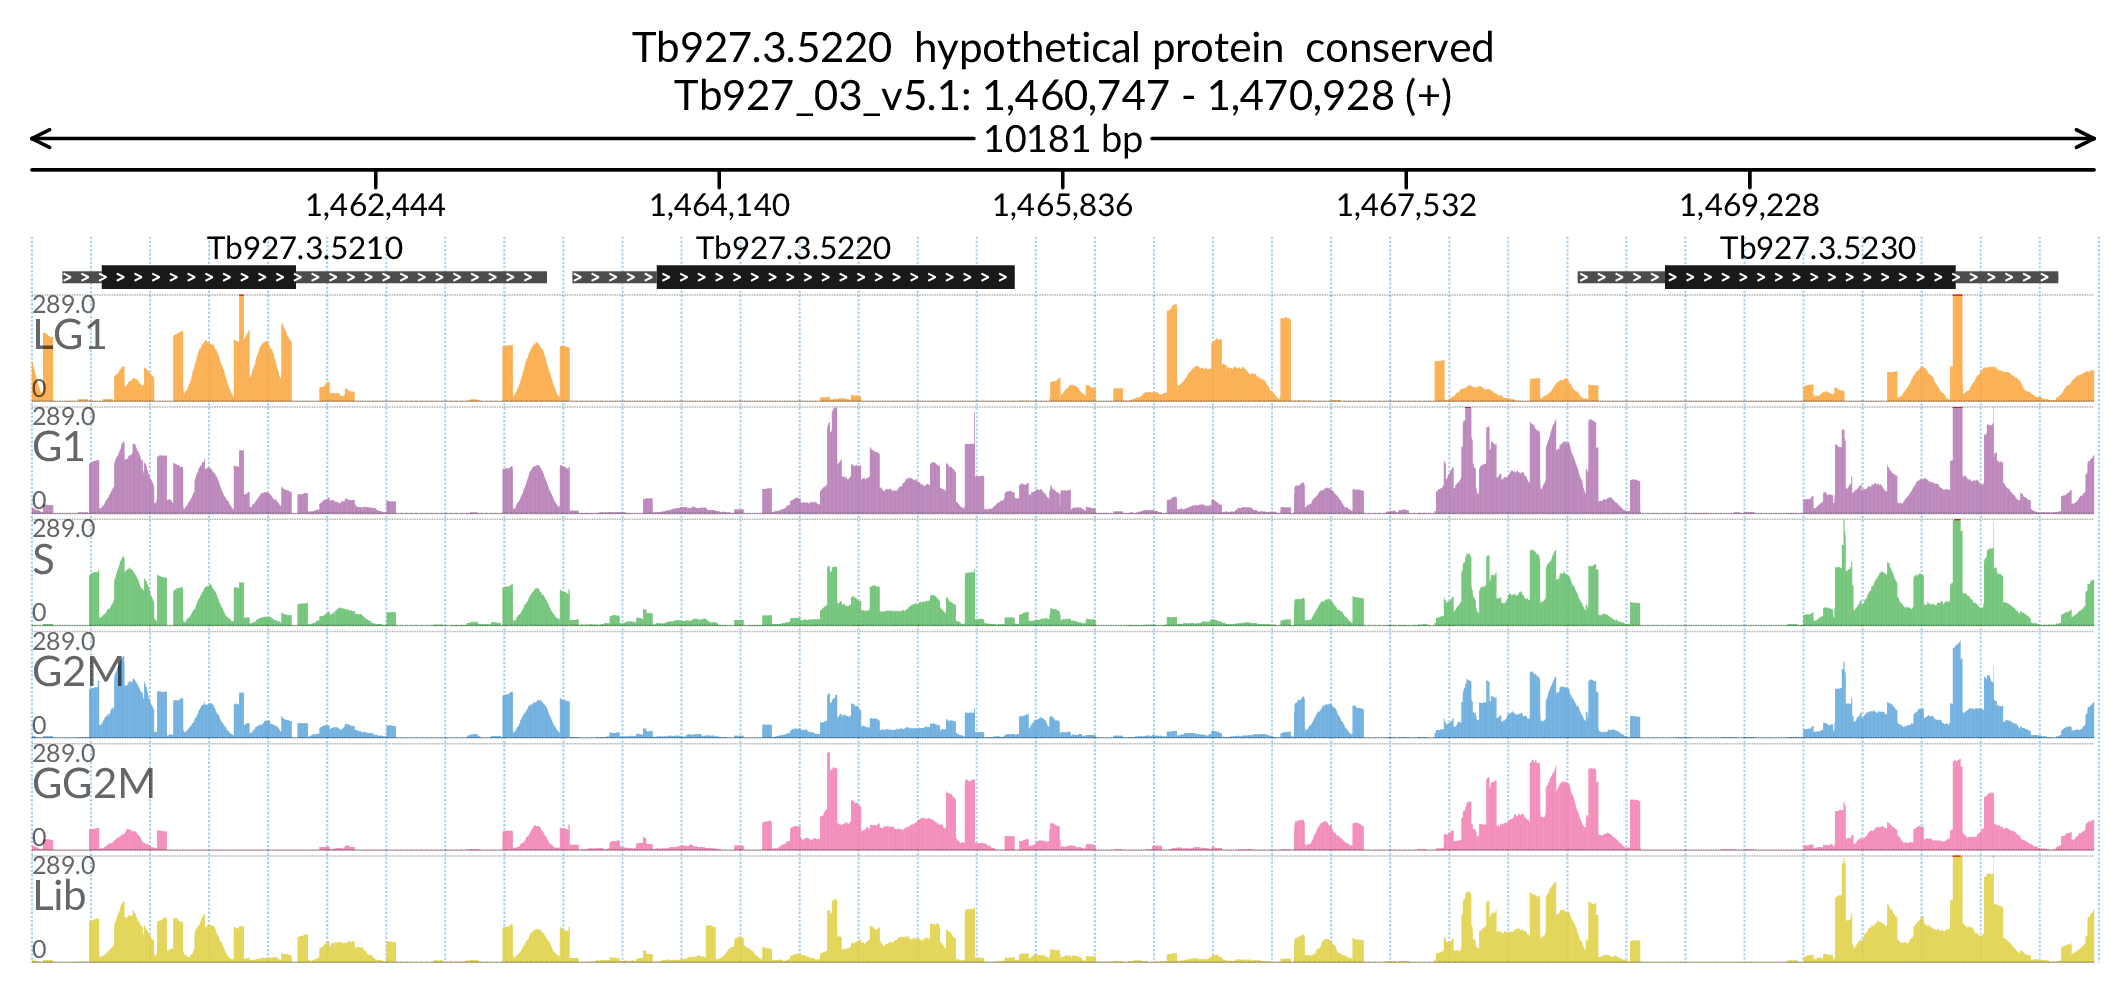 Tb927.3.5220  hypothetical protein  conserved
Tb927_03_v5.1: 1,460,747 - 1,470,928 (+)
10181 bp
1,462,444 1,464,140 1,465,836 1,467,532 1,469,228
Tb927.3.5210 Tb927.3.5220 Tb927.3.5230
289.0
LG1
0
289.0
G1
0
289.0
S
0
289.0
G2M
0
289.0
GG2M
0
289.0
Lib
0